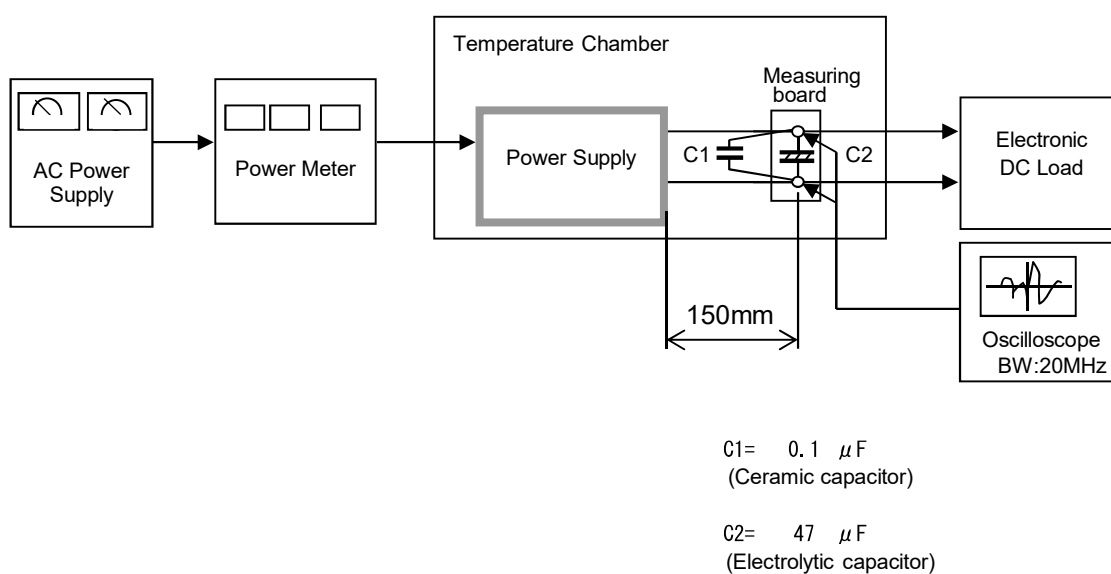 Temperature Chamber
Measuring
board
AC Power
Supply
Power Meter
Power Supply
C1
C2
Electronic
DC Load
150mm
Oscilloscope
BW:20MHz
C1= 0.1 μF
(Ceramic capacitor)
C2= 47 μF
(Electrolytic capacitor)